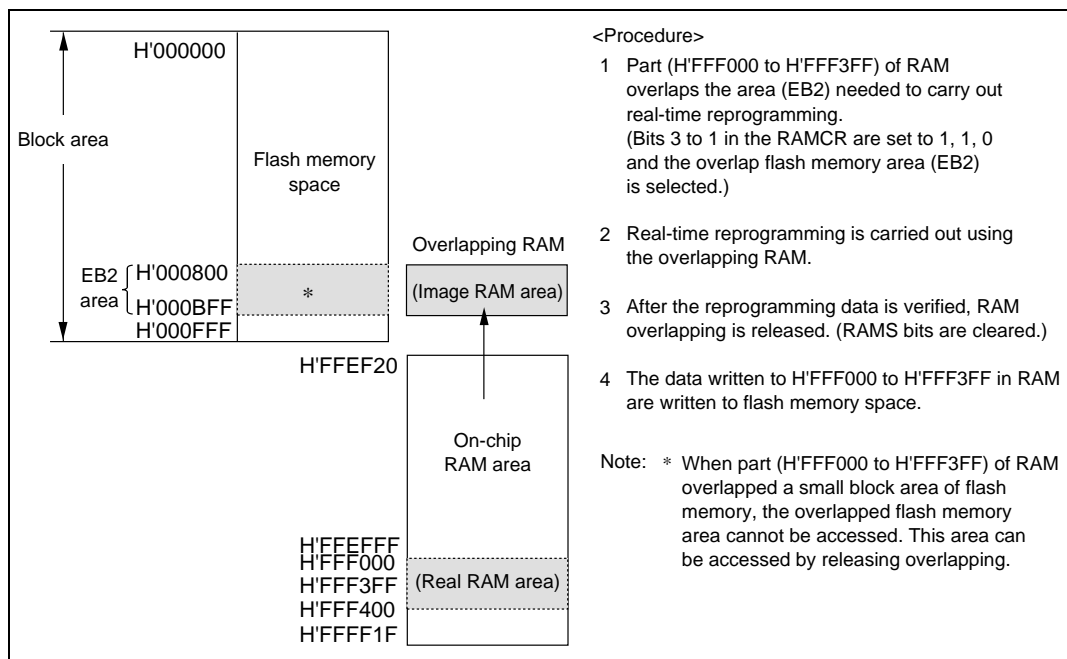 H'000000
Block area
Flash memory
space
EB2
area
H'000800
*
H'000BFF
H'000FFF
Overlapping RAM
(Image RAM area)
H'FFEF20
On-chip
RAM area
H'FFEFFF
H'FFF000
H'FFF3FF
(Real RAM area)
H'FFF400
H'FFFF1F
<Procedure>
1 Part (H'FFF000 to H'FFF3FF) of RAM
overlaps the area (EB2) needed to carry out
real-time reprogramming.
(Bits 3 to 1 in the RAMCR are set to 1, 1, 0
and the overlap flash memory area (EB2)
is selected.)
2 Real-time reprogramming is carried out using
the overlapping RAM.
3 After the reprogramming data is verified, RAM
overlapping is released. (RAMS bits are cleared.)
4 The data written to H'FFF000 to H'FFF3FF in RAM
are written to flash memory space.
Note: * When part (H'FFF000 to H'FFF3FF) of RAM
overlapped a small block area of flash
memory, the overlapped flash memory
area cannot be accessed. This area can
be accessed by releasing overlapping.